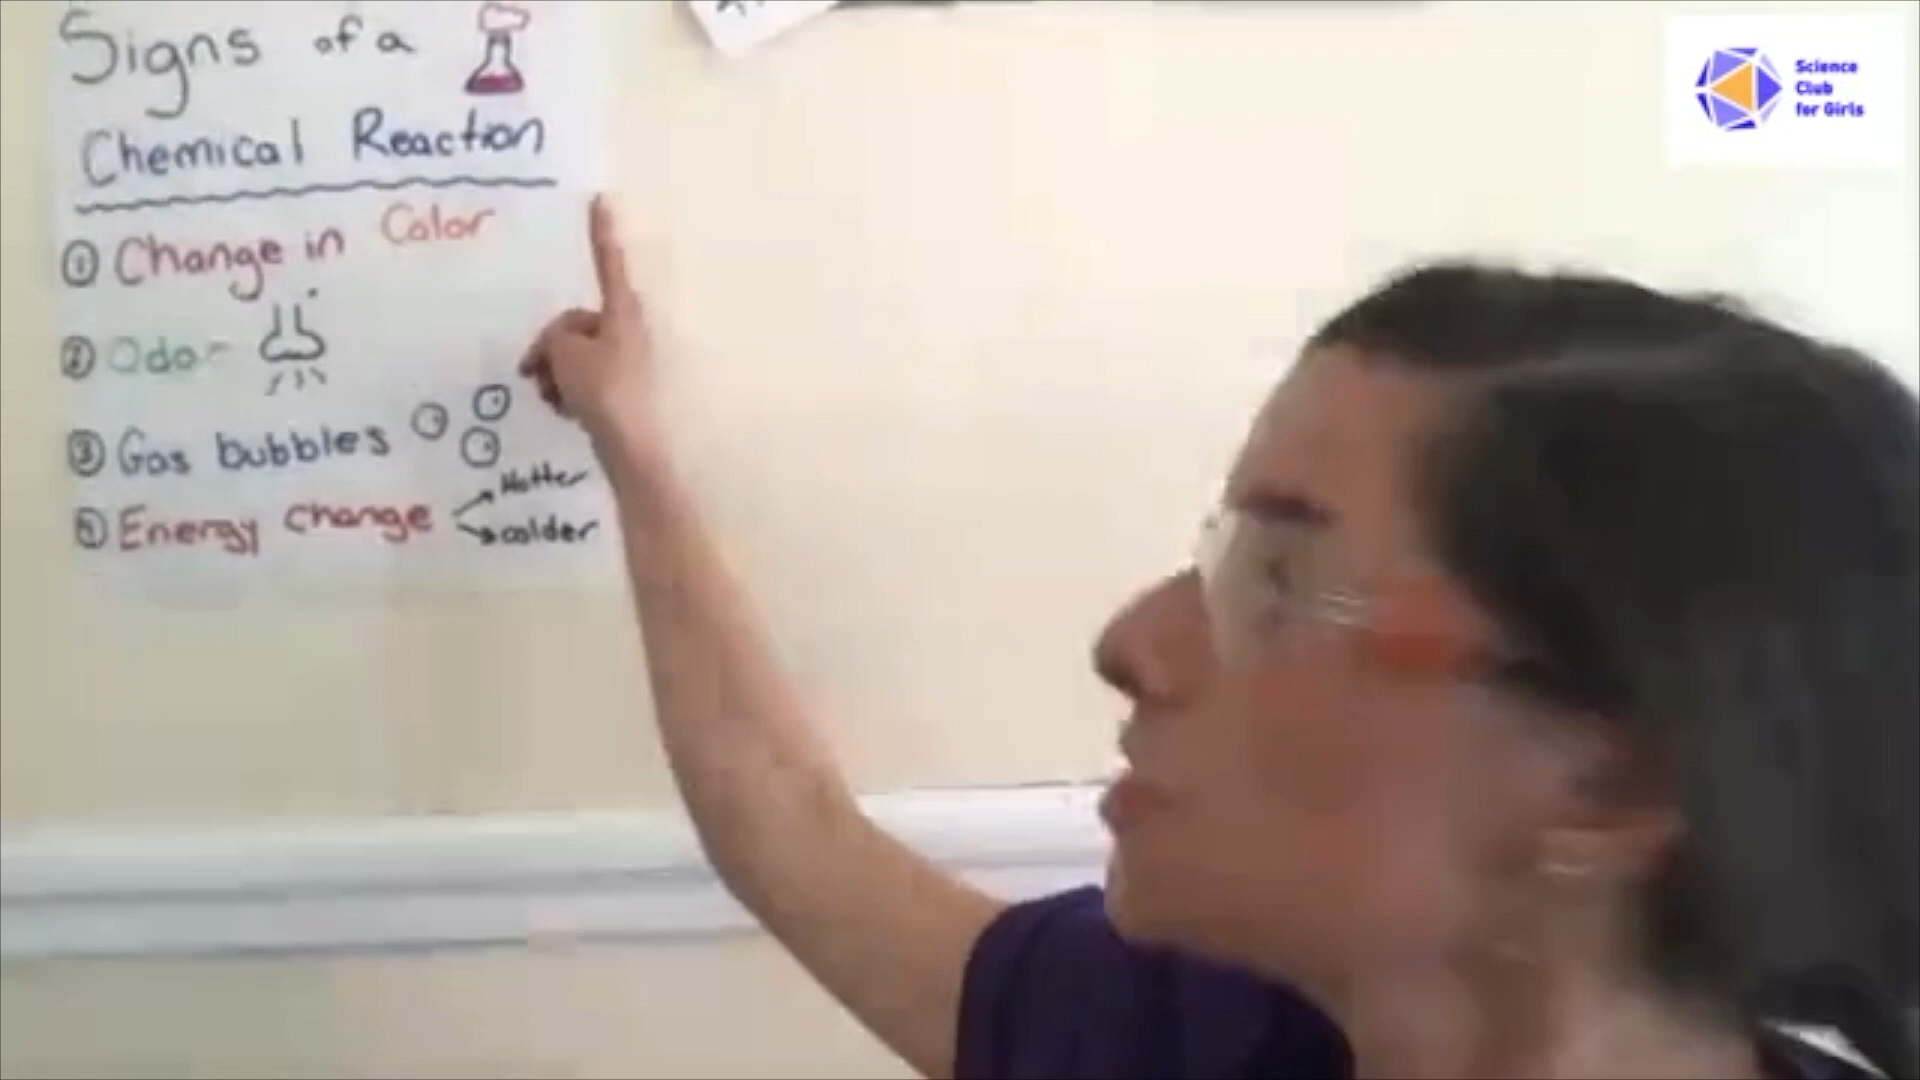 Signs of a
Chemical Reaction
① Change in Color
② Odor
③ Gas bubbles
Energy change
Hotter
colder
Science
Club
for Girls